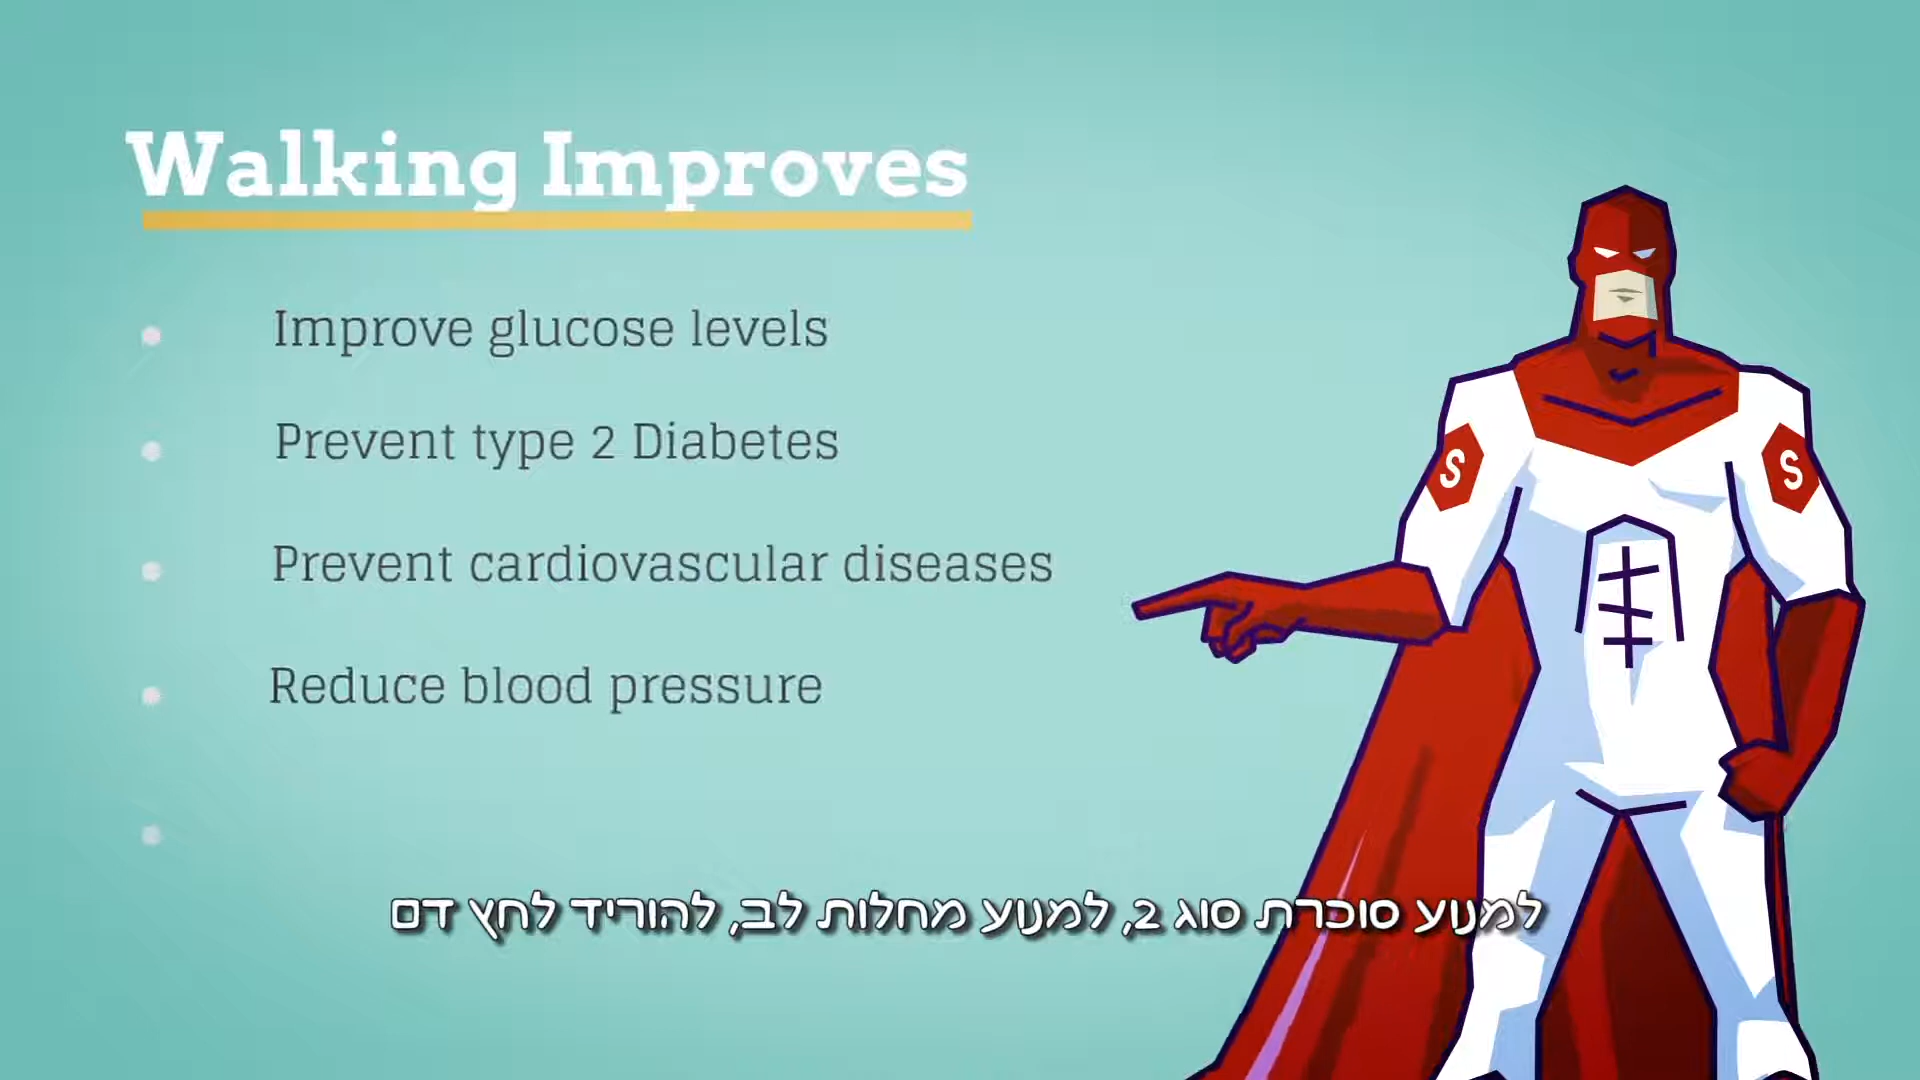 Walking Improves
Improve glucose levels
Prevent type 2 Diabetes
Prevent cardiovascular diseases
Reduce blood pressure
S
S
למנוע סוכרת סוג 2, למנוע מחלות לב, להוריד לחץ דם